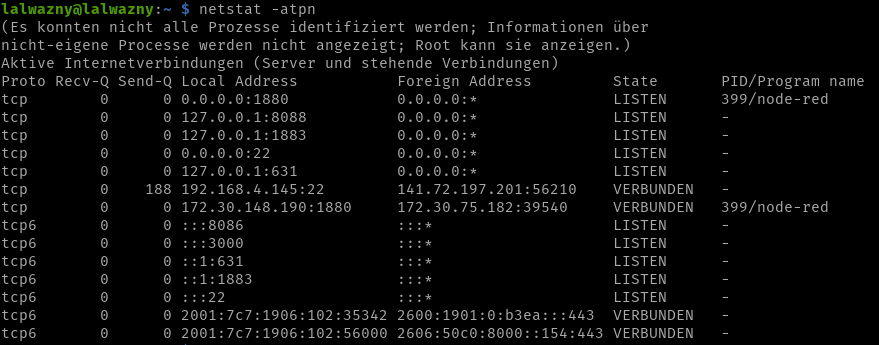 lalwazny@lalwazny:~ $ netstat -atpn
(Es konnten nicht alle Prozesse identifiziert werden; Informationen über
nicht-eigene Processe werden nicht angezeigt; Root kann sie anzeigen.)
Aktive Internetverbindungen (Server und stehende Verbindungen)
Proto Recv-Q Send-Q Local Address           Foreign Address         State       PID/Program name
tcp        0      0 0.0.0.0:1880            0.0.0.0:*               LISTEN      399/node-red
tcp        0      0 127.0.0.1:8088          0.0.0.0:*               LISTEN      -
tcp        0      0 127.0.0.1:1883          0.0.0.0:*               LISTEN      -
tcp        0      0 0.0.0.0:22              0.0.0.0:*               LISTEN      -
tcp        0      0 127.0.0.1:631           0.0.0.0:*               LISTEN      -
tcp        0    188 192.168.4.145:22        141.72.197.201:56210    VERBUNDEN   -
tcp        0      0 172.30.148.190:1880     172.30.75.182:39540     VERBUNDEN   399/node-red
tcp6       0      0 :::8086                 :::*                    LISTEN      -
tcp6       0      0 :::3000                 :::*                    LISTEN      -
tcp6       0      0 ::1:631                 :::*                    LISTEN      -
tcp6       0      0 ::1:1883                :::*                    LISTEN      -
tcp6       0      0 :::22                   :::*                    LISTEN      -
tcp6       0      0 2001:7c7:1906:102:35342 2600:1901:0:b3ea:::443  VERBUNDEN   -
tcp6       0      0 2001:7c7:1906:102:56000 2606:50c0:8000::154:443 VERBUNDEN   -